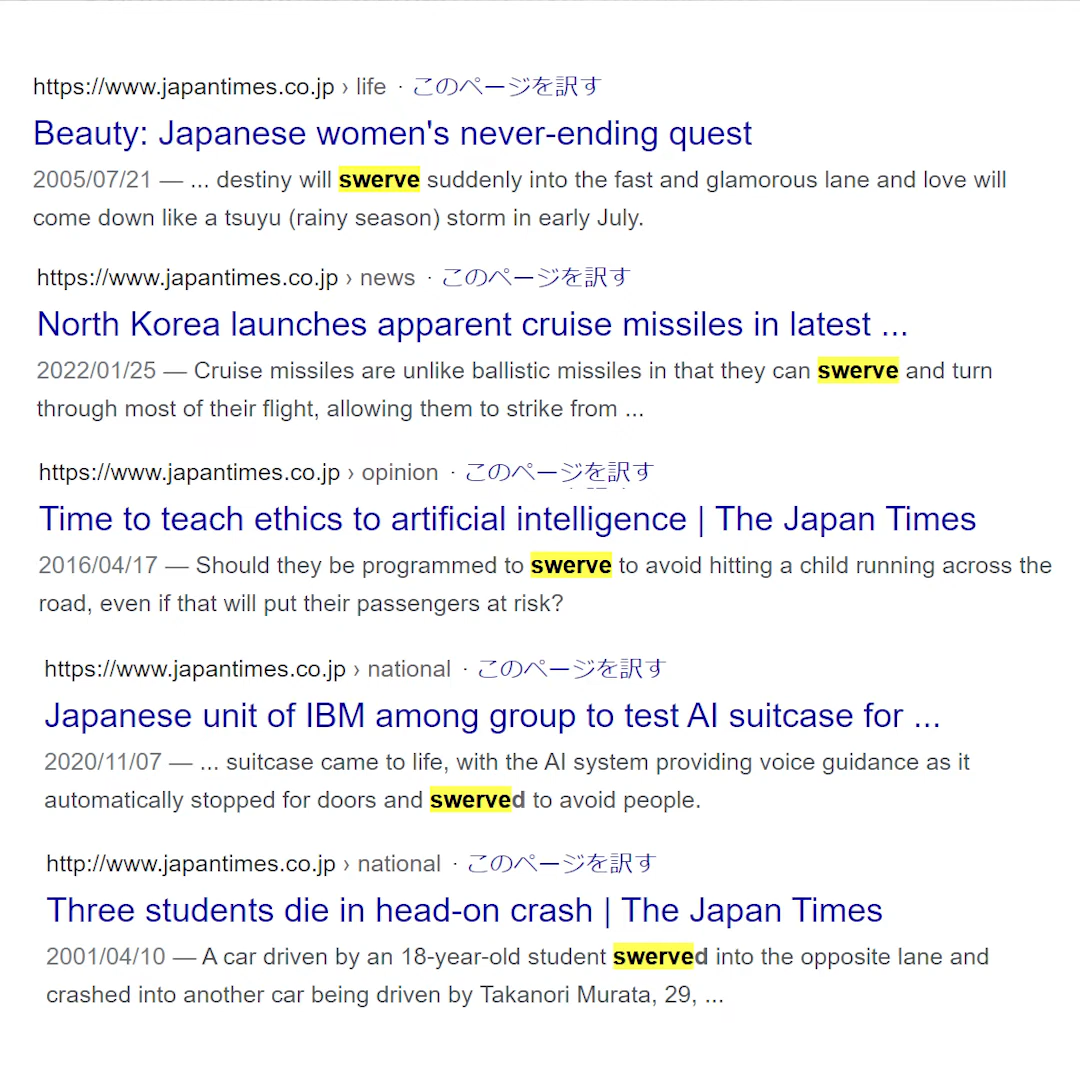 https://www.japantimes.co.jp › life · このページを訳す
Beauty: Japanese women's never-ending quest
2005/07/21 — ... destiny will swerve suddenly into the fast and glamorous lane and love will
come down like a tsuyu (rainy season) storm in early July.
https://www.japantimes.co.jp › news · このページを訳す
North Korea launches apparent cruise missiles in latest ...
2022/01/25 — Cruise missiles are unlike ballistic missiles in that they can swerve and turn
through most of their flight, allowing them to strike from ...
https://www.japantimes.co.jp › opinion · このページを訳す
Time to teach ethics to artificial intelligence | The Japan Times
2016/04/17 — Should they be programmed to swerve to avoid hitting a child running across the
road, even if that will put their passengers at risk?
https://www.japantimes.co.jp › national · このページを訳す
Japanese unit of IBM among group to test AI suitcase for ...
2020/11/07 — ... suitcase came to life, with the AI system providing voice guidance as it
automatically stopped for doors and swerved to avoid people.
http://www.japantimes.co.jp › national · このページを訳す
Three students die in head-on crash | The Japan Times
2001/04/10 — A car driven by an 18-year-old student swerved into the opposite lane and
crashed into another car being driven by Takanori Murata, 29, ...